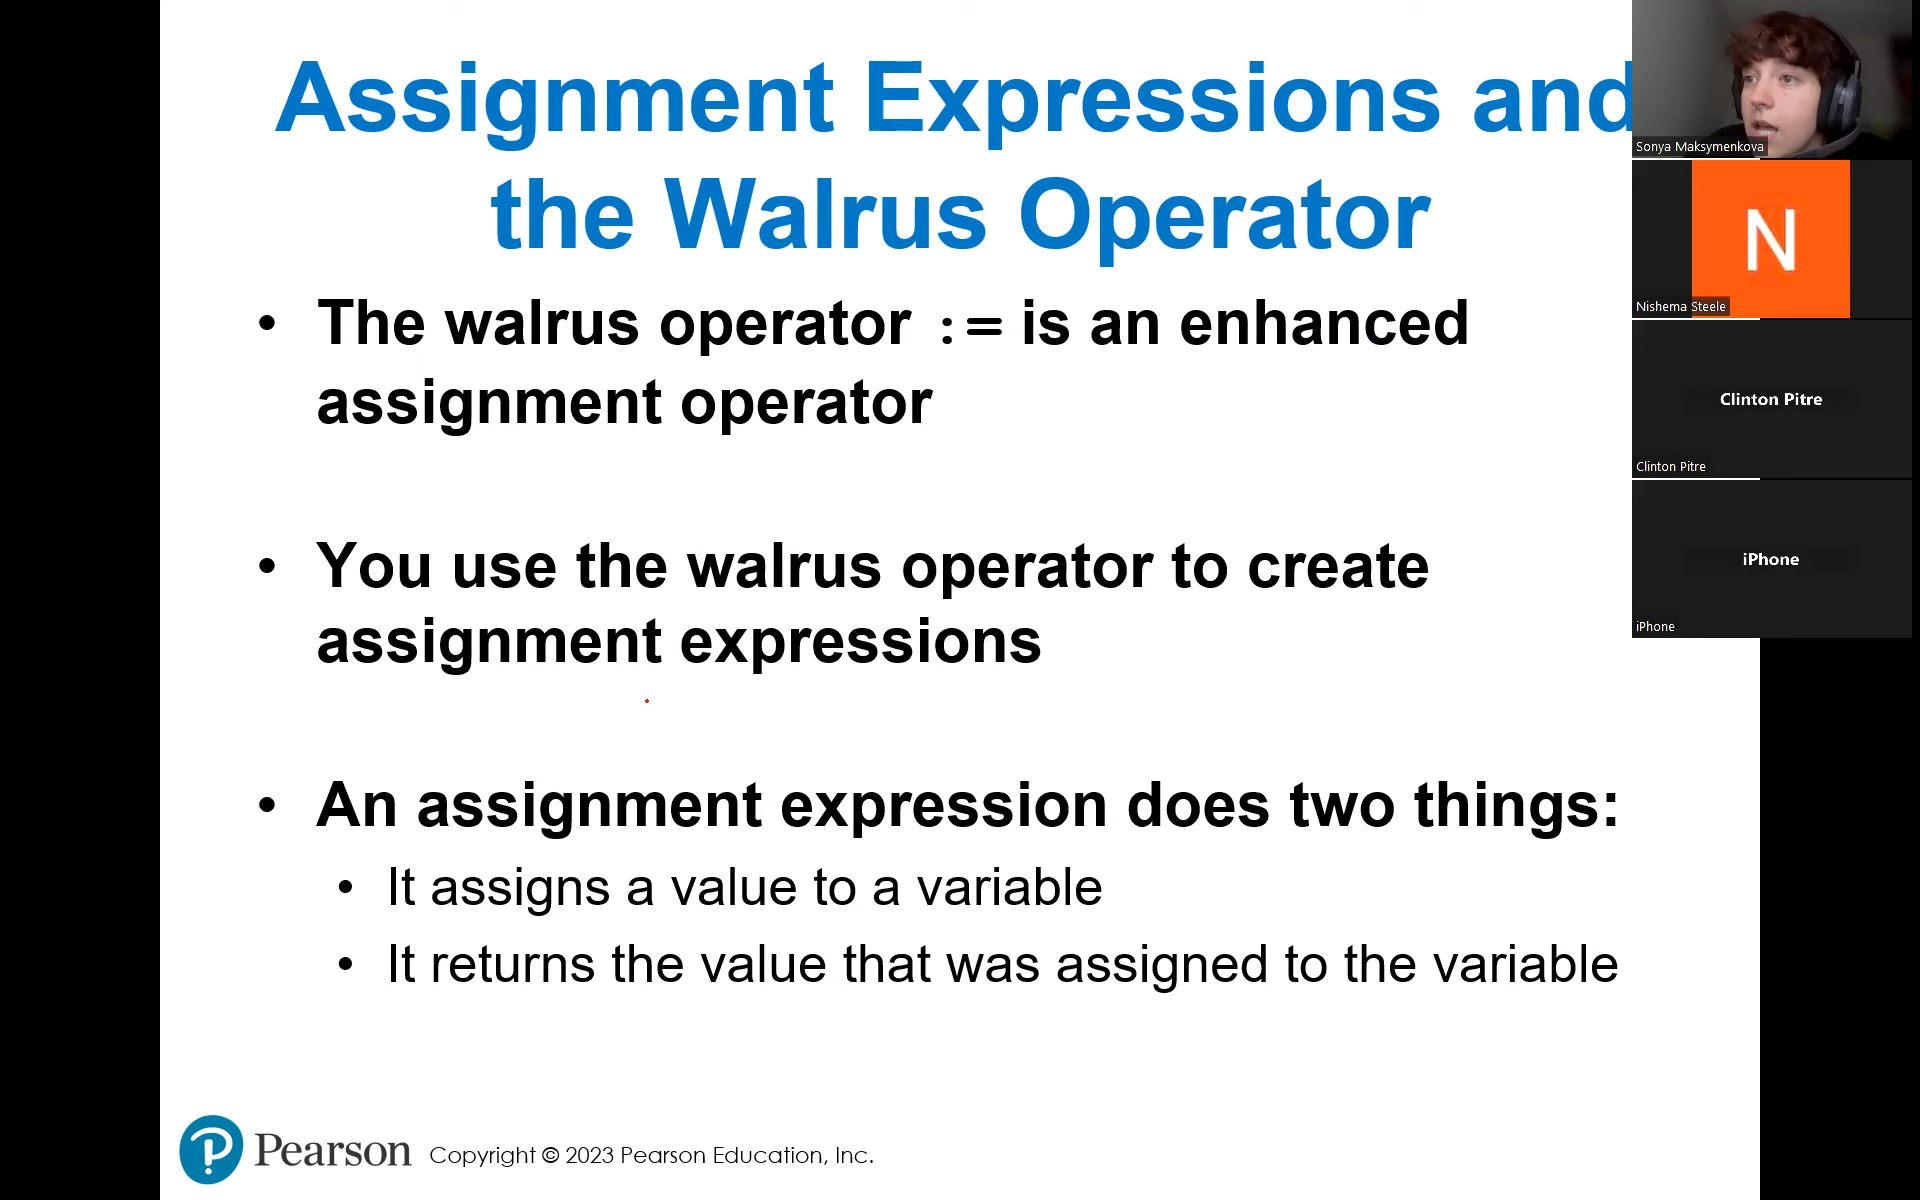 Assignment Expressions and
the Walrus Operator
• The walrus operator := is an enhanced
assignment operator
• You use the walrus operator to create
assignment expressions
• An assignment expression does two things:
• It assigns a value to a variable
• It returns the value that was assigned to the variable
Pearson
Copyright © 2023 Pearson Education, Inc.
Sonya Maksymenkova
N
Nishema Steele
Clinton Pitre
Clinton Pitre
iPhone
iPhone